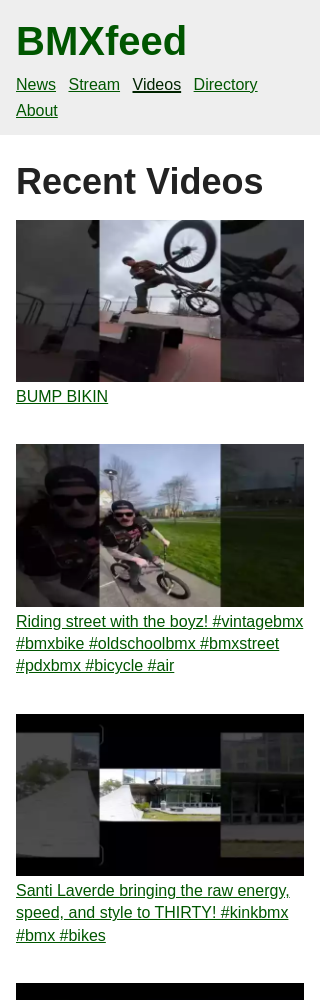 BMXfeed
News Stream Videos Directory
About
Recent Videos
BUMP BIKIN
Riding street with the boyz! #vintagebmx
#bmxbike #oldschoolbmx #bmxstreet
#pdxbmx #bicycle #air
Santi Laverde bringing the raw energy,
speed, and style to THIRTY! #kinkbmx
#bmx #bikes